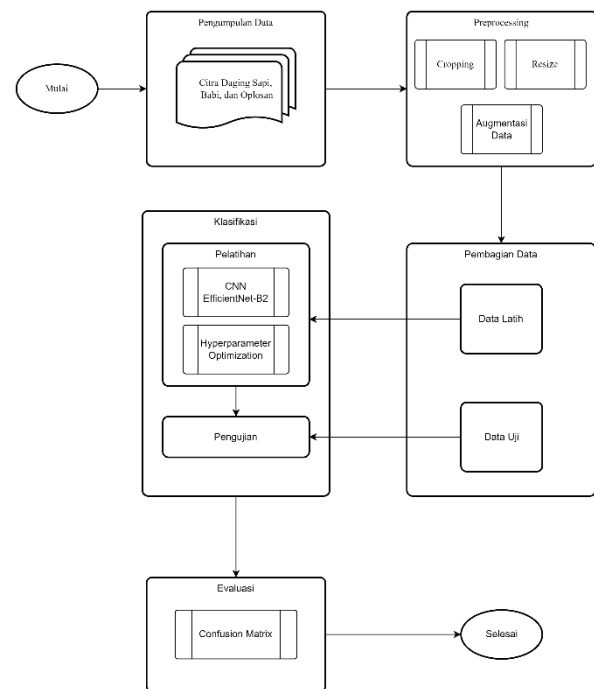 Pengumpulan Data
Preprocessing
Mulai
Citra Daging Sapi,
Babi, dan Oplosan
Cropping
Resize
Augmentasi
Data
Klasifikasi
Pelatihan
CNN
EfficientNet-B2
Hyperparameter
Optimization
Pengujian
Pembagian Data
Data Latih
Data Uji
Evaluasi
Confusion Matrix
Selesai